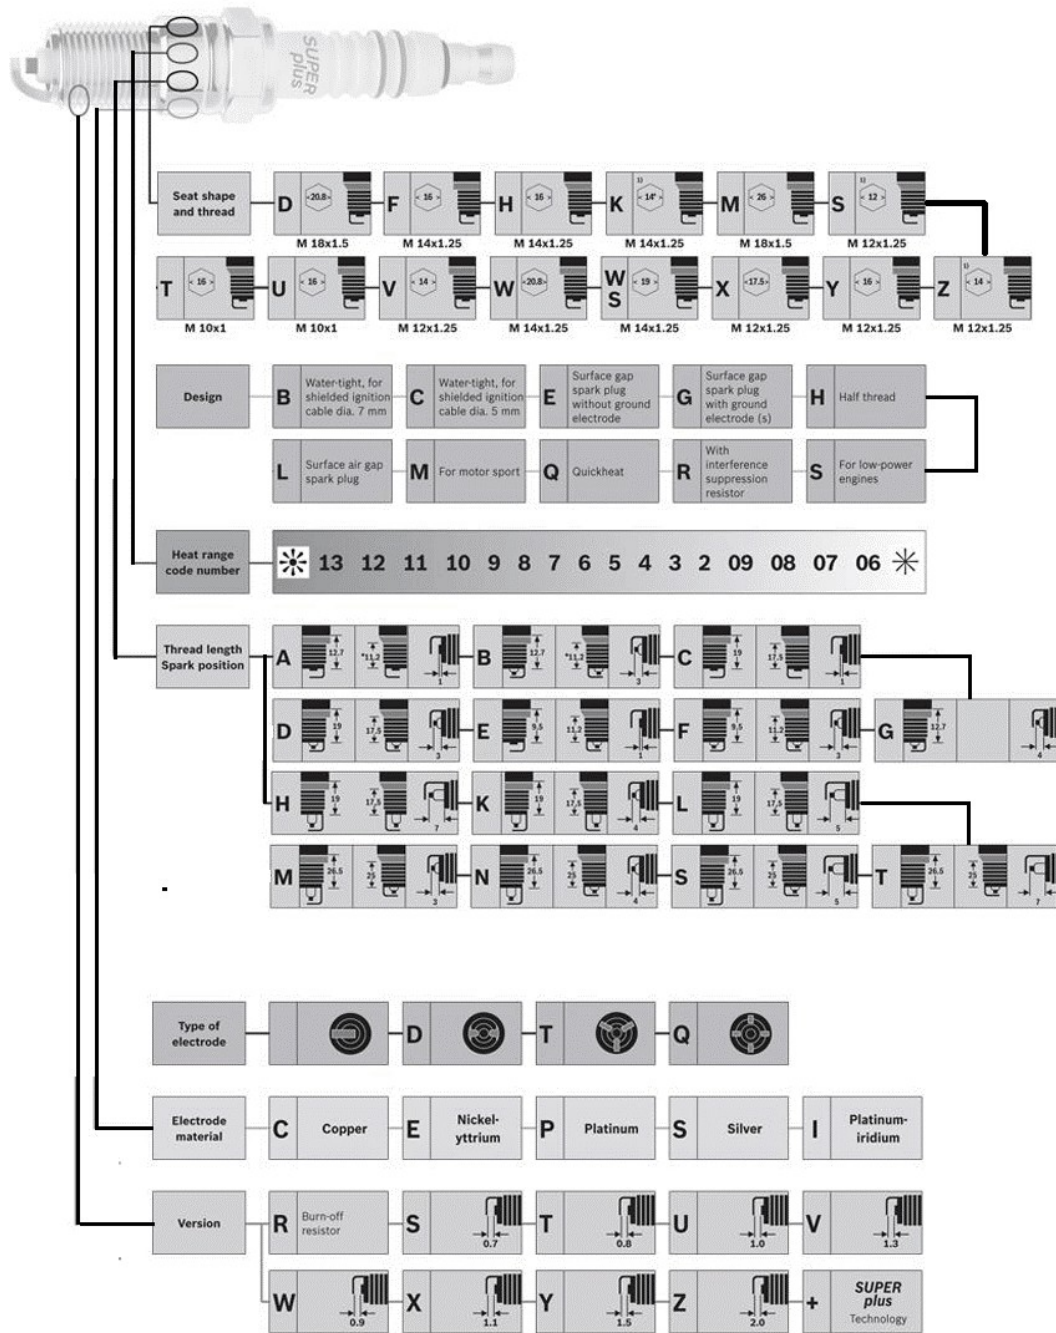 SUPER
plus
Seat shape
and thread
D <20.8> F < 16 > H < 16 > K 1) < 14* > M < 26 > S 1) < 12 >
M 18x1.5 M 14x1.25 M 14x1.25 M 14x1.25 M 18x1.5 M 12x1.25
T < 16 > U < 16 > V < 14 > W <20,8> W S < 19 > X <17.5> Y < 16 > Z 1) < 14 >
M 10x1 M 10x1 M 12x1.25 M 14x1.25 M 14x1.25 M 12x1.25 M 12x1.25 M 12x1.25
Design
B
Water-tight, for
shielded ignition
cable dia. 7 mm
C
Water-tight, for
shielded ignition
cable dia. 5 mm
E
Surface gap
spark plug
without ground
electrode
G
Surface gap
spark plug
with ground
electrode (s)
H
Half thread
L
Surface air gap
spark plug
M
For motor sport
Q
Quickheat
R
With
interference
suppression
resistor
S
For low-power
engines
Heat range
code number
13 12 11 10 9 8 7 6 5 4 3 2 09 08 07 06
Thread length
Spark position
A 12.7 *11,2 1
B 12.7 *11,2 3
C 19 17,5 1
D 19 17,5 3
E 9,5 11,2 1
F 9,5 11,2 3
G 12.7 4
H 19 17,5 7
K 19 17,5 4
L 19 17,5 5
M 26.5 25 3
N 26.5 25 4
S 26.5 25 5
T 26.5 25 7
Type of
electrode
D T Q
Electrode
material
C Copper
E Nickel-
yttrium
P Platinum
S Silver
I Platinum-
iridium
Version
R Burn-off
resistor
S 0.7
T 0.8
U 1.0
V 1.3
W 0.9
X 1.1
Y 1.5
Z 2.0
+ SUPER
plus
Technology